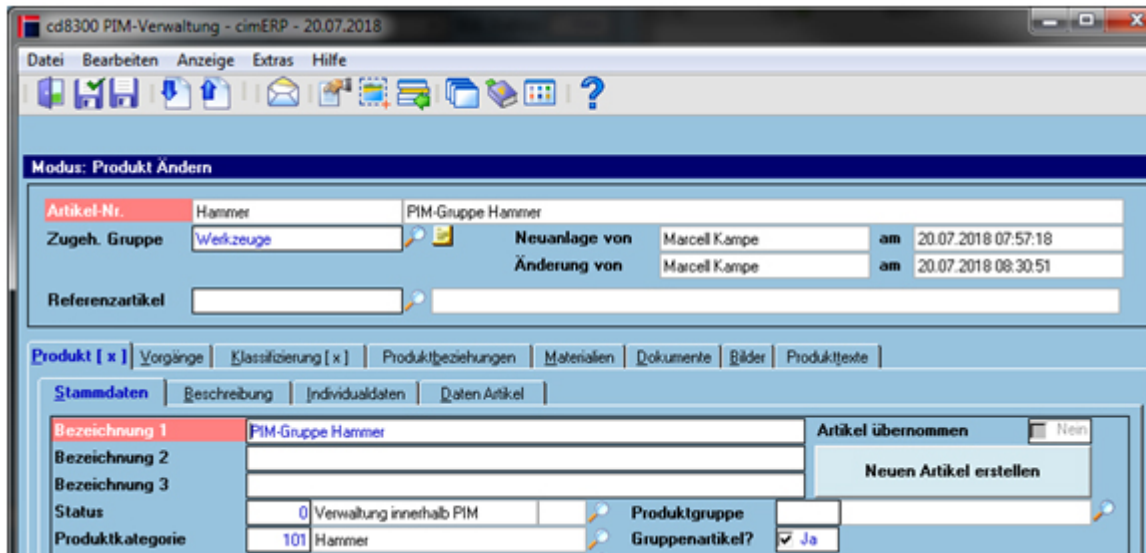 cd8300 PIM-Verwaltung - cimERP - 20.07.2018
Datei Bearbeiten Anzeige Extras Hilfe
Modus: Produkt Ändern
Artikel-Nr. Hammer PIM-Gruppe Hammer
Zugeh. Gruppe Werkzeuge Neuanlage von Marcell Kampe am 20.07.2018 07:57:18
Änderung von Marcell Kampe am 20.07.2018 08:30:51
Referenzartikel
Produkt [ x ] Vorgänge Klassifizierung [ x ] Produktbeziehungen Materialien Dokumente Bilder Produkttexte
Stammdaten Beschreibung Individualdaten Daten Artikel
Bezeichnung 1 PIM-Gruppe Hammer Artikel übernommen Nein
Bezeichnung 2
Neuen Artikel erstellen
Bezeichnung 3
Status 0 Verwaltung innerhalb PIM Produktgruppe
Produktkategorie 101 Hammer Gruppenartikel? Ja